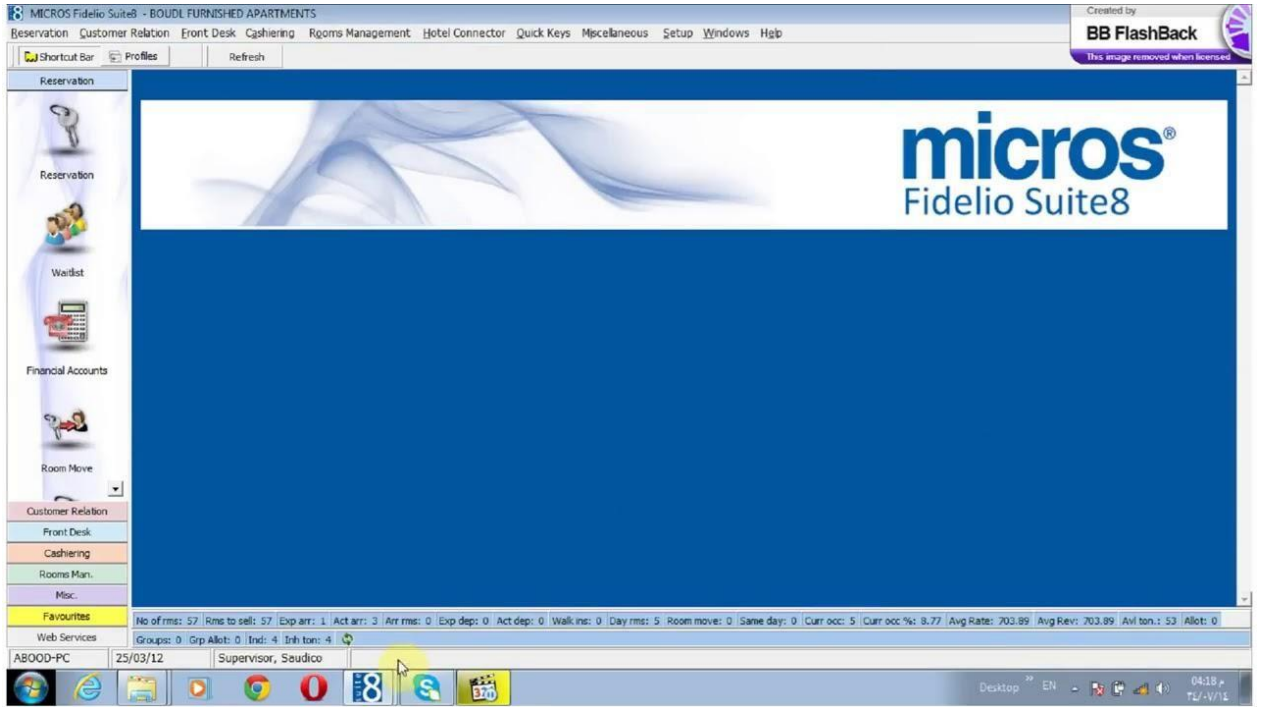 MICROS Fidelio Suite8 - BOUDL FURNISHED APARTMENTS
Created by
BB FlashBack
This image removed when licensed
Reservation Customer Relation Front Desk Cashiering Rooms Management Hotel Connector Quick Keys Miscellaneous Setup Windows Help
Shortcut Bar Profiles Refresh
Reservation
micros®
Fidelio Suite8
Reservation
Waitlist
Financial Accounts
Room Move
Customer Relation
Front Desk
Cashiering
Rooms Man.
Misc.
Favourites
Web Services
No of rms: 57 Rms to sell: 57 Exp arr: 1 Act arr: 3 Arr rms: 0 Exp dep: 0 Act dep: 0 Walk ins: 0 Day rms: 5 Room move: 0 Same day: 0 Curr occ: 5 Curr occ %: 8.77 Avg Rate: 703.89 Avg Rev: 703.89 Avl ton.: 53 Allot: 0
Groups: 0 Grp Allot: 0 Ind: 4 Inh ton: 4
ABOOD-PC 25/03/12 Supervisor, Saudico
8
Desktop » EN
04:18 م